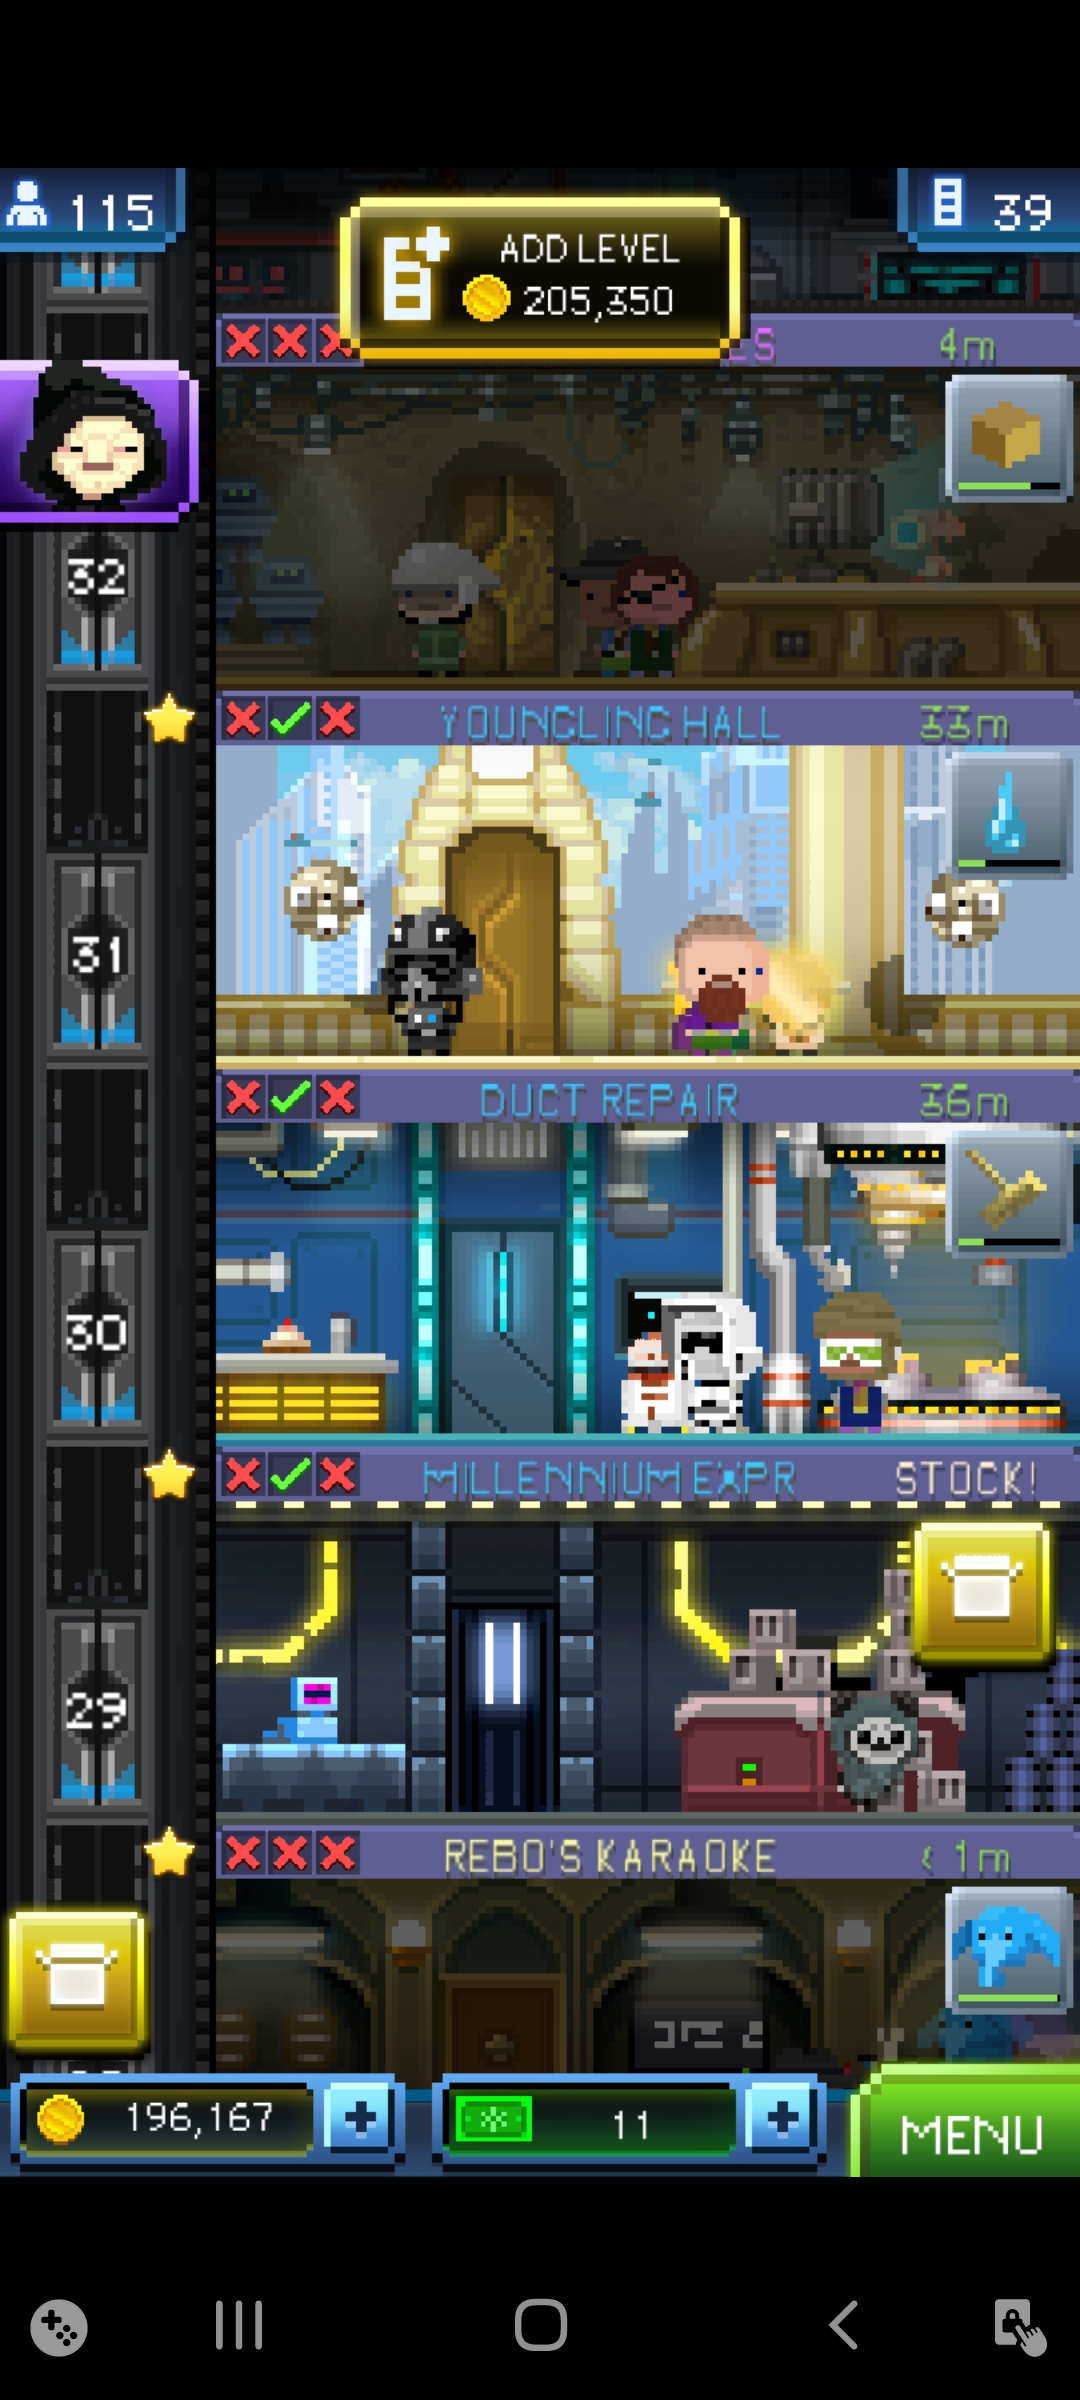 115
ADD LEVEL
205,350
39
ES
4m
32
YOUNGLING HALL
33m
31
DUCT REPAIR
36m
30
MILLENNIUM EXPR
STOCK!
29
REBO'S KARAOKE
< 1m
196,167
11
MENU